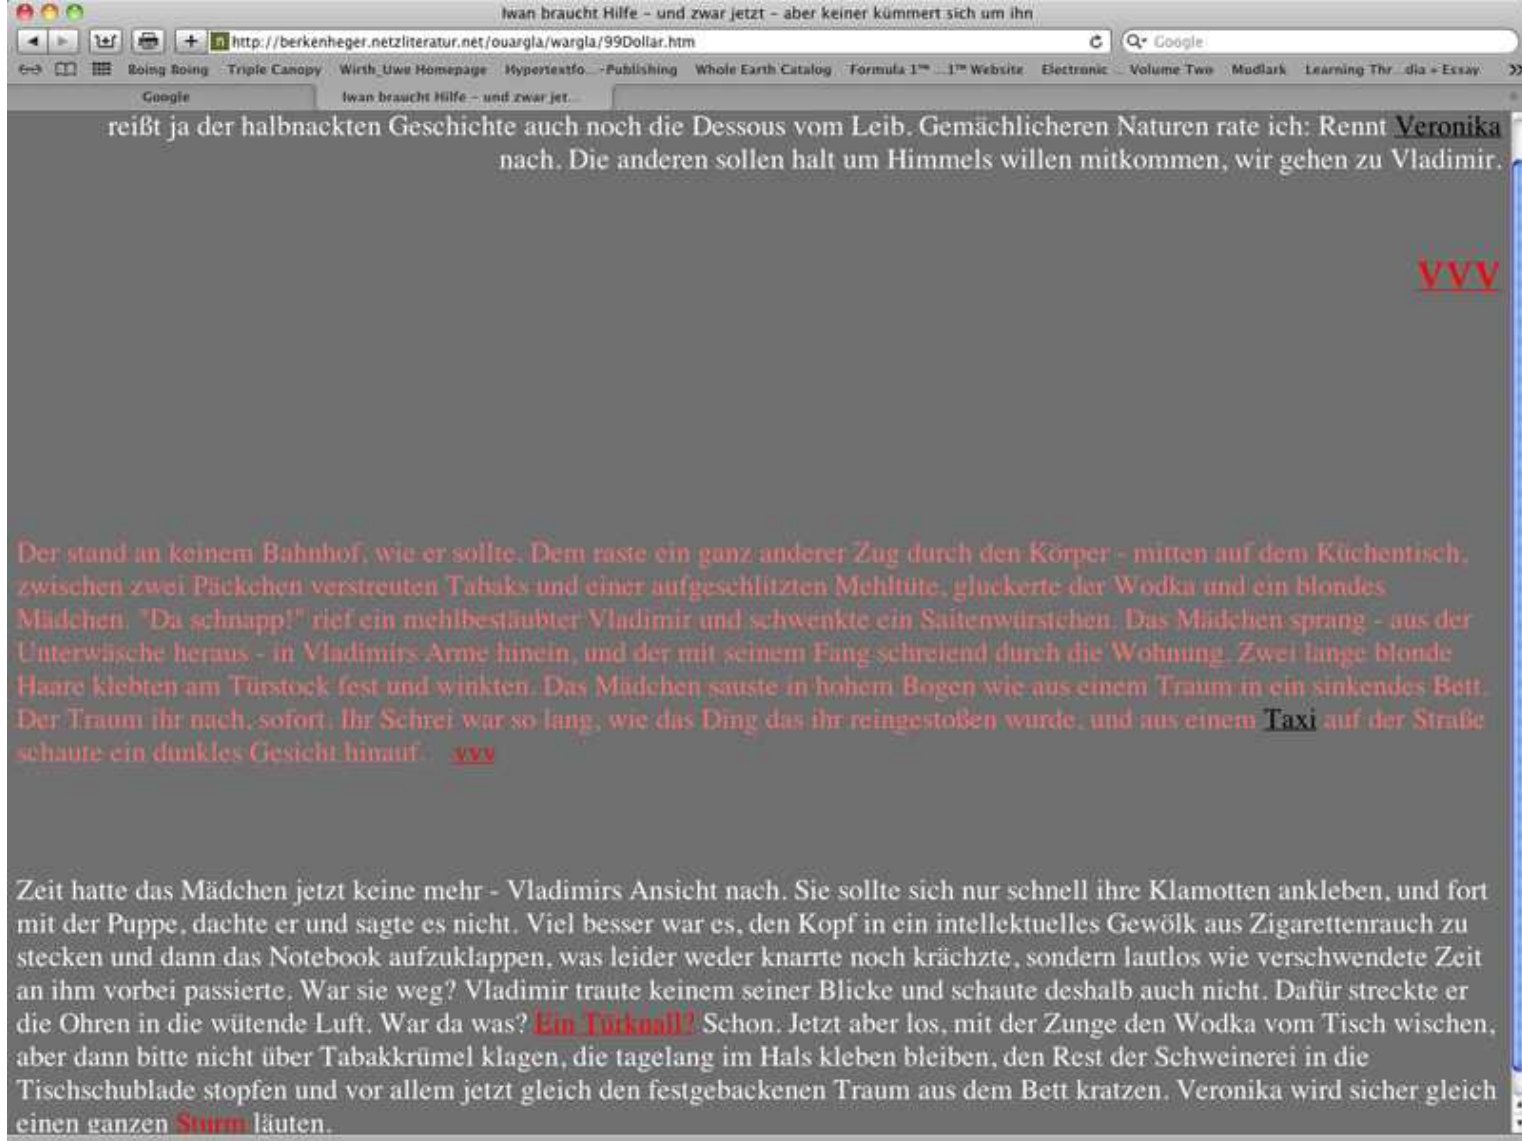 Iwan braucht Hilfe – und zwar jetzt – aber keiner kümmert sich um ihn
http://berkenheger.netzliteratur.net/ouargla/wargla/99Dollar.htm
Google
Boing Boing Triple Canopy Wirth_Uwe Homepage Hypertextfo...-Publishing Whole Earth Catalog Formula 1™ ...1™ Website Electronic ... Volume Two Mudlark Learning Thr...dia « Essay
Google Iwan braucht Hilfe – und zwar jet...
reißt ja der halbnackten Geschichte auch noch die Dessous vom Leib. Gemächlicheren Naturen rate ich: Rennt Veronika
nach. Die anderen sollen halt um Himmels willen mitkommen, wir gehen zu Vladimir.
VVV
Der stand an keinem Bahnhof, wie er sollte. Dem raste ein ganz anderer Zug durch den Körper - mitten auf dem Küchentisch,
zwischen zwei Päckchen verstreuten Tabaks und einer aufgeschlitzten Mehltüte, gluckerte der Wodka und ein blondes
Mädchen. "Da schnapp!" rief ein mehlbestäubter Vladimir und schwenkte ein Saitenwürstchen. Das Mädchen sprang - aus der
Unterwäsche heraus - in Vladimirs Arme hinein, und der mit seinem Fang schreiend durch die Wohnung. Zwei lange blonde
Haare klebten am Türstock fest und winkten. Das Mädchen sauste in hohem Bogen wie aus einem Traum in ein sinkendes Bett.
Der Traum ihr nach, sofort. Ihr Schrei war so lang, wie das Ding das ihr reingestoßen wurde, und aus einem Taxi auf der Straße
schaute ein dunkles Gesicht hinauf. vvv
Zeit hatte das Mädchen jetzt keine mehr - Vladimirs Ansicht nach. Sie sollte sich nur schnell ihre Klamotten ankleben, und fort
mit der Puppe, dachte er und sagte es nicht. Viel besser war es, den Kopf in ein intellektuelles Gewölk aus Zigarettenrauch zu
stecken und dann das Notebook aufzuklappen, was leider weder knarrte noch krächzte, sondern lautlos wie verschwendete Zeit
an ihm vorbei passierte. War sie weg? Vladimir traute keinem seiner Blicke und schaute deshalb auch nicht. Dafür streckte er
die Ohren in die wütende Luft. War da was? Ein Türknall? Schon. Jetzt aber los, mit der Zunge den Wodka vom Tisch wischen,
aber dann bitte nicht über Tabakkrümel klagen, die tagelang im Hals kleben bleiben, den Rest der Schweinerei in die
Tischschublade stopfen und vor allem jetzt gleich den festgebackenen Traum aus dem Bett kratzen. Veronika wird sicher gleich
einen ganzen Sturm läuten.